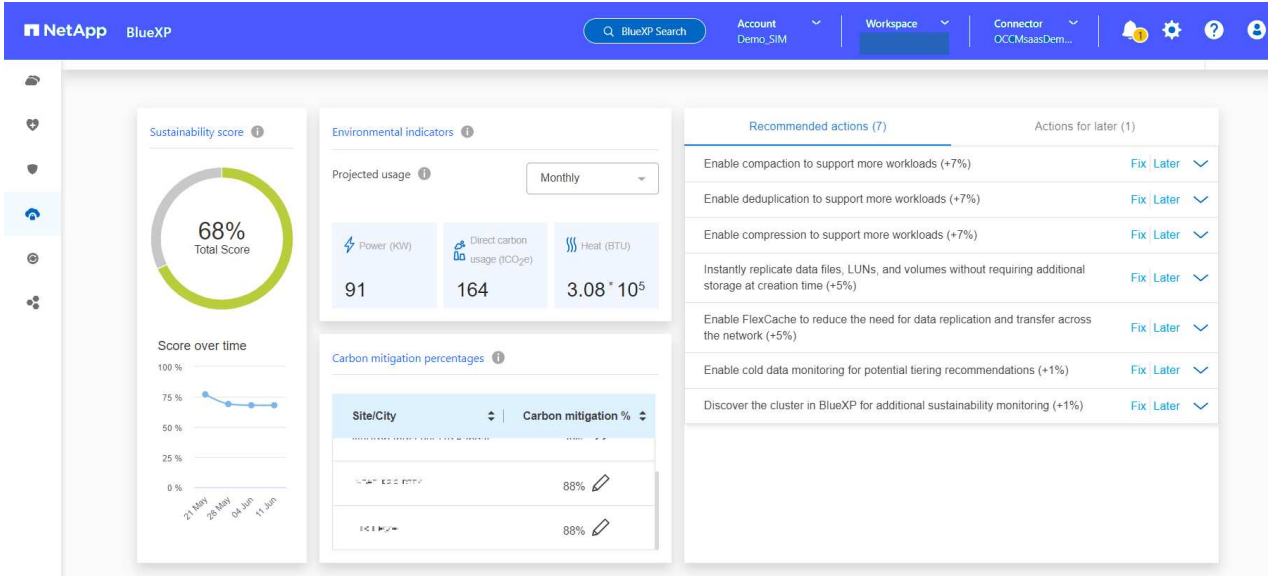 NetApp BlueXP
BlueXP Search
Account
Demo_SIM
Workspace
Connector
OCCMsaasDem...
1
Sustainability score
68%
Total Score
Score over time
100 %
75 %
50 %
25 %
0 %
21 May
28 May
04 Jun
11 Jun
Environmental indicators
Projected usage
Monthly
Power (KW)
91
Direct carbon
usage (tCO2e)
164
Heat (BTU)
3.08 * 10⁵
Carbon mitigation percentages
Site/City
Carbon mitigation %
88%
88%
Recommended actions (7)
Actions for later (1)
Enable compaction to support more workloads (+7%)
Fix Later
Enable deduplication to support more workloads (+7%)
Fix Later
Enable compression to support more workloads (+7%)
Fix Later
Instantly replicate data files, LUNs, and volumes without requiring additional
storage at creation time (+5%)
Fix Later
Enable FlexCache to reduce the need for data replication and transfer across
the network (+5%)
Fix Later
Enable cold data monitoring for potential tiering recommendations (+1%)
Fix Later
Discover the cluster in BlueXP for additional sustainability monitoring (+1%)
Fix Later